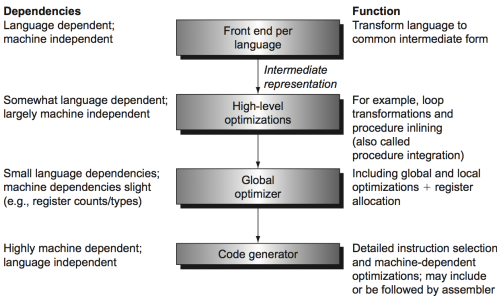 Dependencies
Language dependent;
machine independent
Front end per
language
Function
Transform language to
common intermediate form
Intermediate
representation
Somewhat language dependent;
largely machine independent
High-level
optimizations
For example, loop
transformations and
procedure inlining
(also called
procedure integration)
Small language dependencies;
machine dependencies slight
(e.g., register counts/types)
Global
optimizer
Including global and local
optimizations + register
allocation
Highly machine dependent;
language independent
Code generator
Detailed instruction selection
and machine-dependent
optimizations; may include
or be followed by assembler